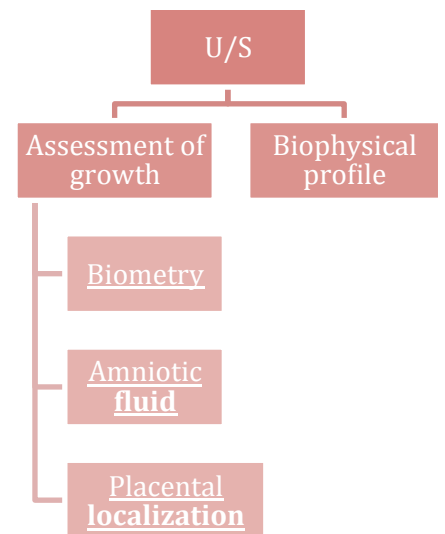 U/S
Assessment of
growth
Biophysical
profile
Biometry
Amniotic
fluid
Placental
localization